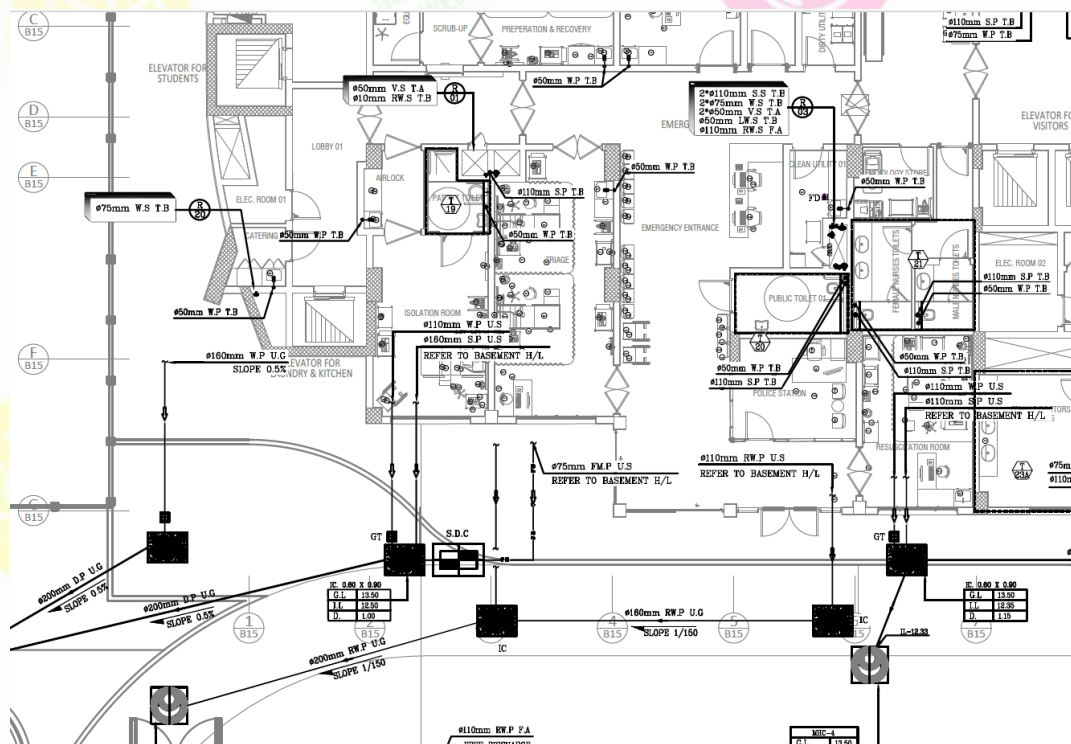 C
B15
SCRUB-UP
PREPERATION & RECOVERY
DIRTY UTILITY
ø110mm S.P T.B
ø75mm W.P T.B
ELEVATOR FOR
STUDENTS
ø50mm V.S T.A
ø10mm RW.S T.B
R
01
ø50mm W.P T.B
2*ø110mm S.S T.B
2*ø75mm W.S T.B
2*ø50mm V.S T.A
ø50mm LW.S T.B
ø110mm RW.S F.A
R
03
D
B15
ELEVATOR FO
VISITORS
LOBBY 01
E
B15
AIRLOCK
CLEAN UTILITY 01
ø50mm W.P T.B
ø110mm S.P T.B
FD
ø50mm W.P T.B
ø75mm W.S T.B
R
20
ELEC. ROOM 01
T
19
CATERING
ø50mm W.P T.B
ø50mm W.P T.B
TRIAGE
EMERGENCY ENTRANCE
FEMALE NURSES TOILETS
T
21
MALE NURSES TOILETS
ELEC. ROOM 02
ø110mm S.P T.B
ø50mm W.P T.B
PUBLIC TOILET 01
ø50mm W.P T.B
ISOLATION ROOM
ø110mm W.P U.S
ø160mm S.P U.S
REFER TO BASEMENT H/L
T
20
F
B15
ø160mm W.P U.G
SLOPE 0.5%
ELEVATOR FOR
NDRY & KITCHEN
ø50mm W.P T.B
ø110mm S.P T.B
ø50mm W.P T.B
ø110mm S.P T.B
POLICE STATION
ø110mm W.P U.S
ø110mm S.P U.S
REFER TO BASEMENT H/L
RESUSCITATION ROOM
ø75mm FM.P U.S
REFER TO BASEMENT H/L
ø110mm RW.P U.S
REFER TO BASEMENT H/L
T
23A
ø75m
ø110m
B15
GT
S.D.C
GT
ø200mm D.P U.G
SLOPE 0.5%
ø200mm D.P U.G
SLOPE 0.5%
IC. 0.60 X 0.90
G.L 13.50
I.L 12.50
D. 1.00
IC. 0.60 X 0.90
G.L 13.50
I.L 12.35
D. 1.15
1
B15
2
B15
B15
4
B15
5
B15
B15
7
B15
IC
ø160mm RW.P U.G
SLOPE 1/150
IC
IL-12.33
ø200mm RW.P U.G
SLOPE 1/150
ø110mm RW.P F.A
MHC-4
G.L 13.50